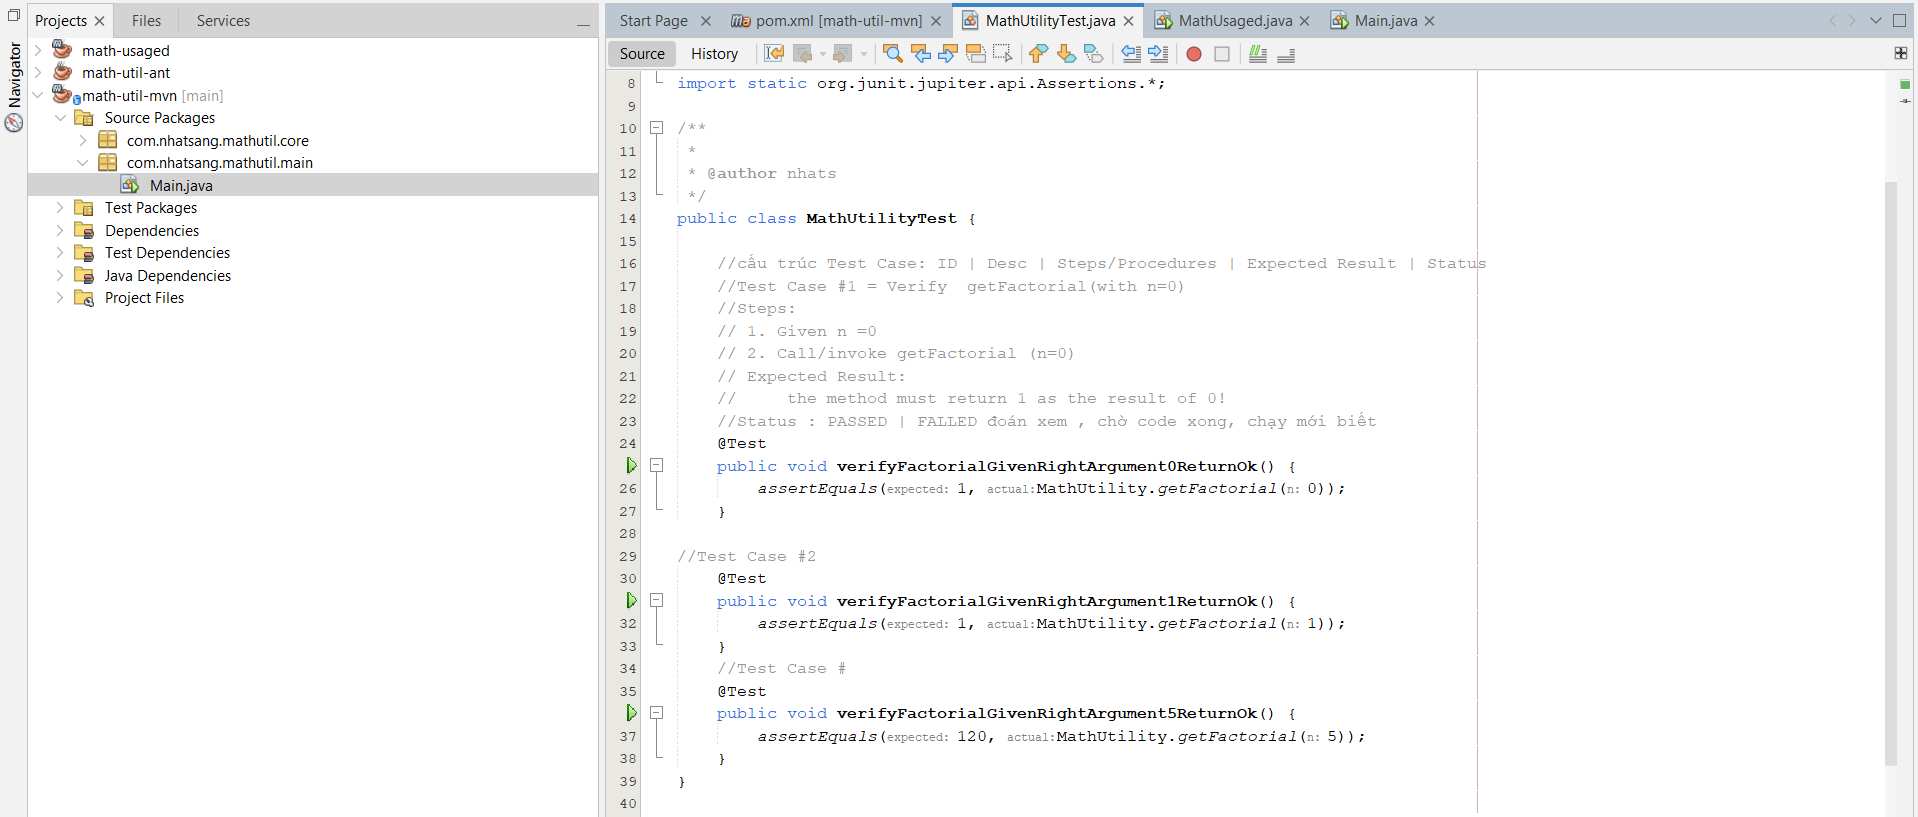 Projects
Files
Services
Navigator
math-usaged
math-util-ant
math-util-mvn [main]
Source Packages
com.nhatsang.mathutil.core
com.nhatsang.mathutil.main
Main.java
Test Packages
Dependencies
Test Dependencies
Java Dependencies
Project Files
Start Page
pom.xml [math-util-mvn]
MathUtilityTest.java
MathUsaged.java
Main.java
Source
History
8 import static org.junit.jupiter.api.Assertions.*;
9
10 /**
11 *
12 * @author nhats
13 */
14 public class MathUtilityTest {
15
16 //cấu trúc Test Case: ID | Desc | Steps/Procedures | Expected Result | Status
17 //Test Case #1 = Verify  getFactorial(with n=0)
18 //Steps:
19 // 1. Given n =0
20 // 2. Call/invoke getFactorial (n=0)
21 // Expected Result:
22 //     the method must return 1 as the result of 0!
23 //Status : PASSED | FALLED đoán xem , chờ code xong, chạy mới biết
24 @Test
public void verifyFactorialGivenRightArgument0ReturnOk() {
26 assertEquals(expected: 1, actual:MathUtility.getFactorial(n: 0));
27 }
28
29 //Test Case #2
30 @Test
public void verifyFactorialGivenRightArgument1ReturnOk() {
32 assertEquals(expected: 1, actual:MathUtility.getFactorial(n: 1));
33 }
34 //Test Case #
35 @Test
public void verifyFactorialGivenRightArgument5ReturnOk() {
37 assertEquals(expected: 120, actual:MathUtility.getFactorial(n: 5));
38 }
39 }
40